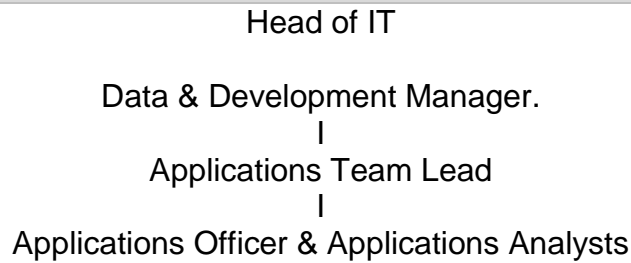 Head of IT
Data & Development Manager.
I
Applications Team Lead
I
Applications Officer & Applications Analysts